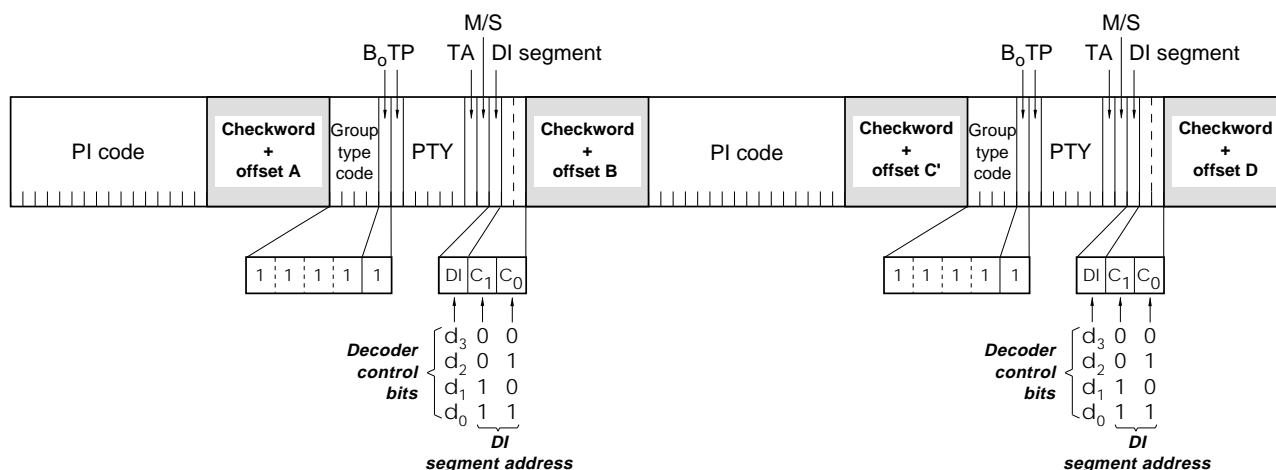 M/S M/S
BoTP TA DI segment BoTP TA DI segment
PI code Checkword + offset A Group type code PTY Checkword + offset B PI code Checkword + offset C' Group type code PTY Checkword + offset D
1 1 1 1 1 DI C1 C0 1 1 1 1 1 DI C1 C0
Decoder control bits Decoder control bits
d3 0 0 d3 0 0
d2 0 1 d2 0 1
d1 1 0 d1 1 0
d0 1 1 d0 1 1
DI DI
segment address segment address